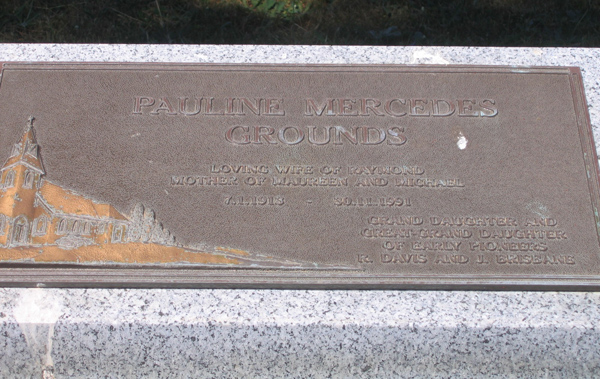 PAULINE MERCEDES
GROUNDS
LOVING WIFE OF RAYMOND
MOTHER OF MAUREEN AND MICHAEL
7.1.1913 - 30.11.1991
GRAND DAUGHTER AND
GREAT-GRAND DAUGHTER
OF EARLY PIONEERS
R. DAVIS AND J. BRISBANE